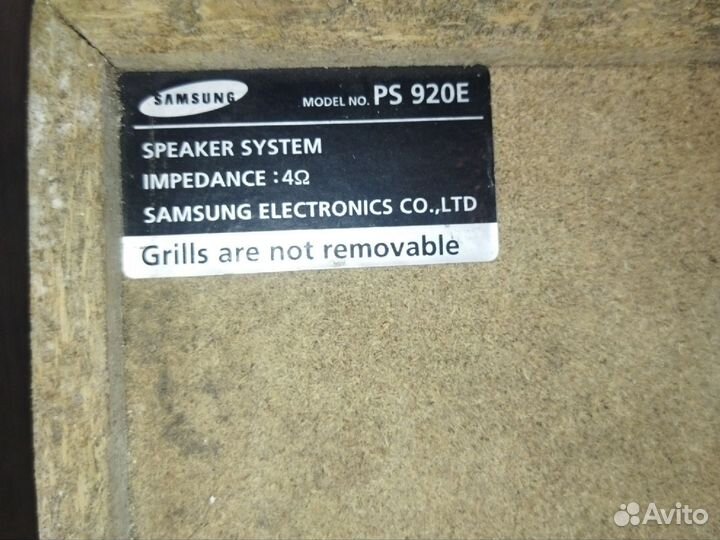 SAMSUNG
MODEL NO. PS 920E
SPEAKER SYSTEM
IMPEDANCE : 4Ω
SAMSUNG ELECTRONICS CO.,LTD
Grills are not removable
Avito